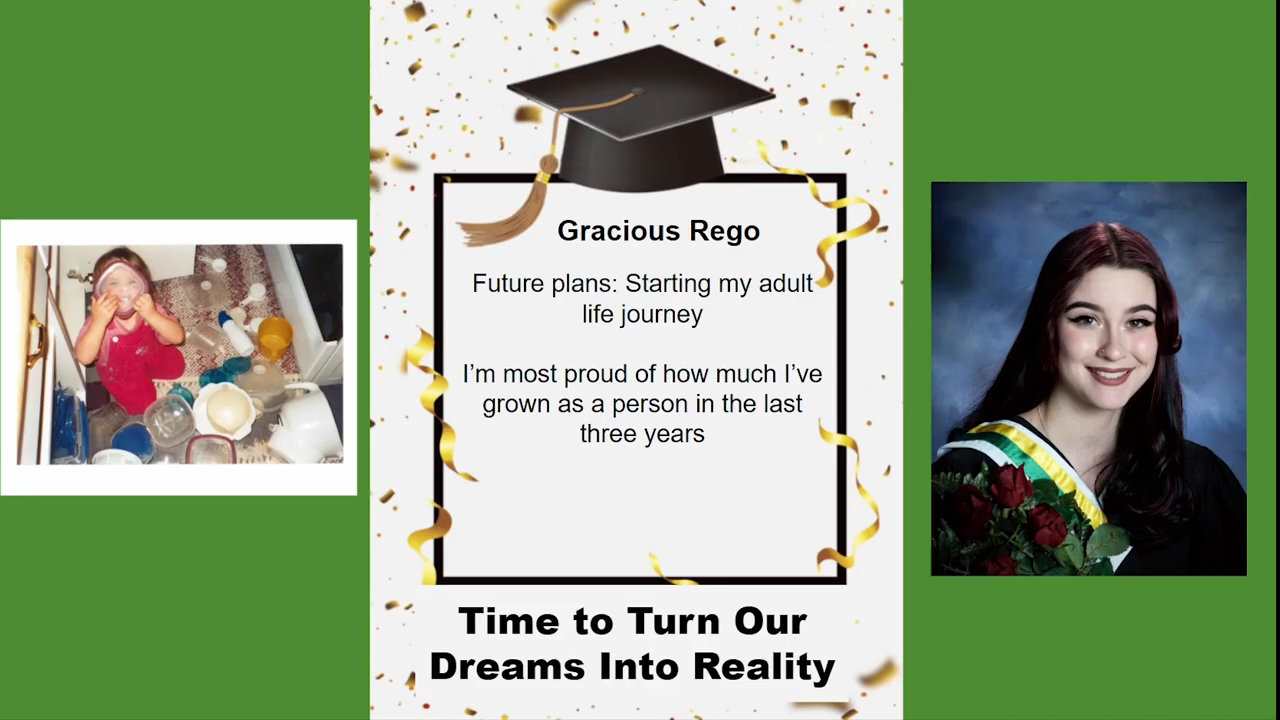 Gracious Rego
Future plans: Starting my adult
life journey
I'm most proud of how much I've
grown as a person in the last
three years
Time to Turn Our
Dreams Into Reality